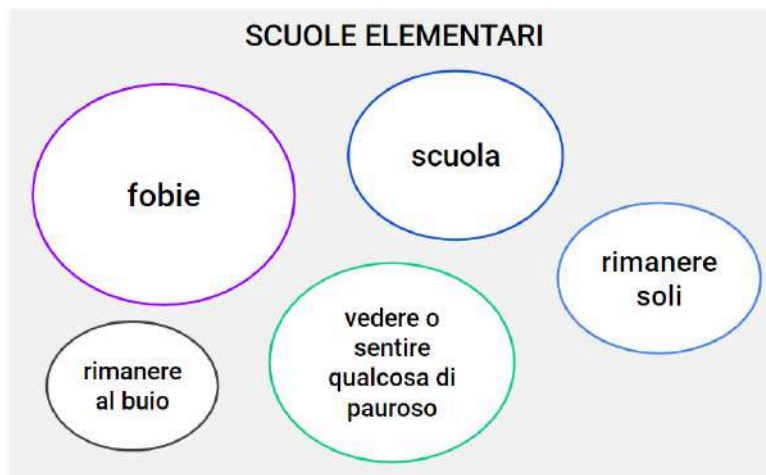 SCUOLE ELEMENTARI
fobie
scuola
rimanere
soli
rimanere
al buio
vedere o
sentire
qualcosa di
pauroso